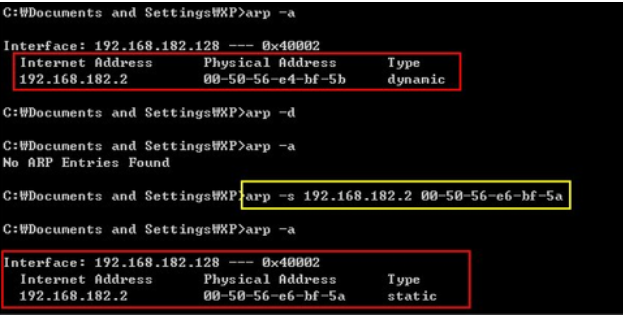 C:₩Documents and Settings₩XP>arp -a
Interface: 192.168.182.128 --- 0x40002
Internet Address Physical Address Type
192.168.182.2 00-50-56-e4-bf-5b dynamic
C:₩Documents and Settings₩XP>arp -d
C:₩Documents and Settings₩XP>arp -a
No ARP Entries Found
C:₩Documents and Settings₩XP>arp -s 192.168.182.2 00-50-56-e6-bf-5a
C:₩Documents and Settings₩XP>arp -a
Interface: 192.168.182.128 --- 0x40002
Internet Address Physical Address Type
192.168.182.2 00-50-56-e6-bf-5a static